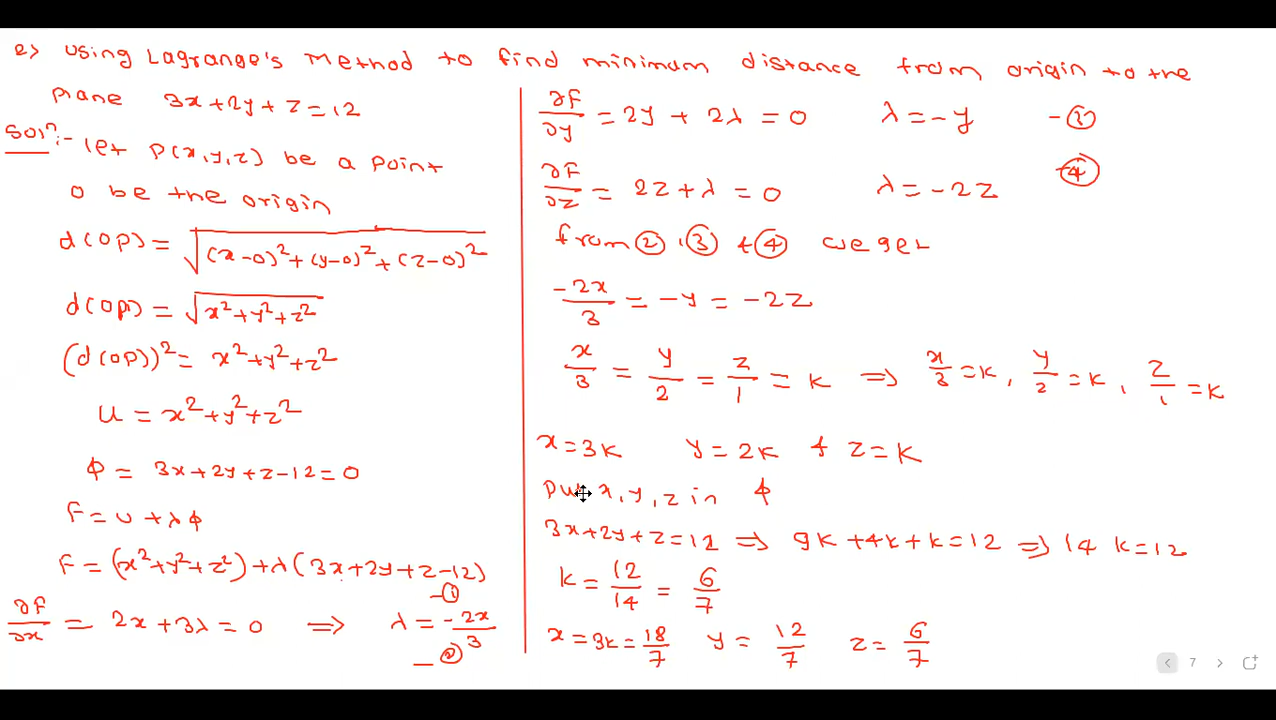 2) Using Lagrange's Method to find minimum distance from origin to the
plane 3x+2y+z=12
Soln:- let P(x,y,z) be a point
O be the origin
d(OP) = √((x-0)²+(y-0)²+(z-0)²)
d(OP) = √(x²+y²+z²)
(d(OP))² = x²+y²+z²
u = x²+y²+z²
φ = 3x+2y+z-12=0
F = u+λφ
F = (x²+y²+z²)+λ(3x+2y+z-12) -①
∂F/∂x = 2x+3λ=0 ⇒ λ = -2x/3 -②
∂F/∂y = 2y + 2λ = 0 λ = -y -③
∂F/∂z = 2z+λ = 0 λ = -2z -④
from ②,③ & ④ we get
-2x/3 = -y = -2z
x/3 = y/2 = z/1 = k ⇒ x/3=k, y/2=k, z/1=k
x=3k y=2k & z=k
put x,y,z in φ
3x+2y+z=12 ⇒ 9k+4k+k=12 ⇒ 14 k=12
k = 12/14 = 6/7
x=3k=18/7 y= 12/7 z= 6/7
7